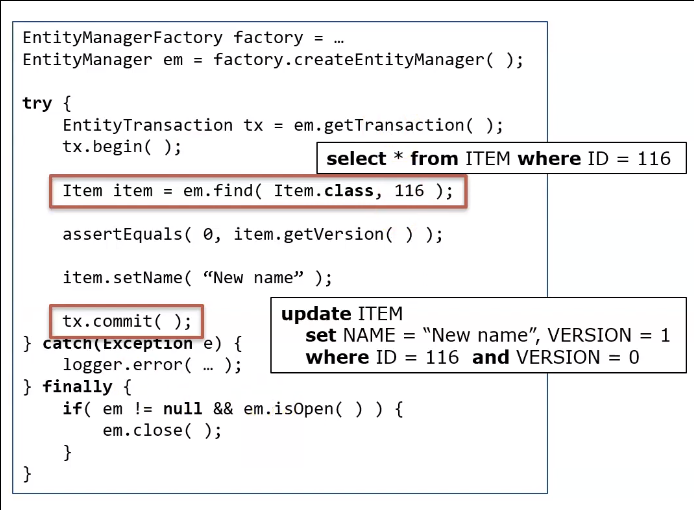 EntityManagerFactory factory = …
EntityManager em = factory.createEntityManager( );
try {
EntityTransaction tx = em.getTransaction( );
tx.begin( );
select * from ITEM where ID = 116
Item item = em.find( Item.class, 116 );
assertEquals( 0, item.getVersion( ) );
item.setName( “New name” );
tx.commit( );
update ITEM
set NAME = “New name”, VERSION = 1
where ID = 116 and VERSION = 0
} catch(Exception e) {
logger.error( … );
} finally {
if( em != null && em.isOpen( ) ) {
em.close( );
}
}